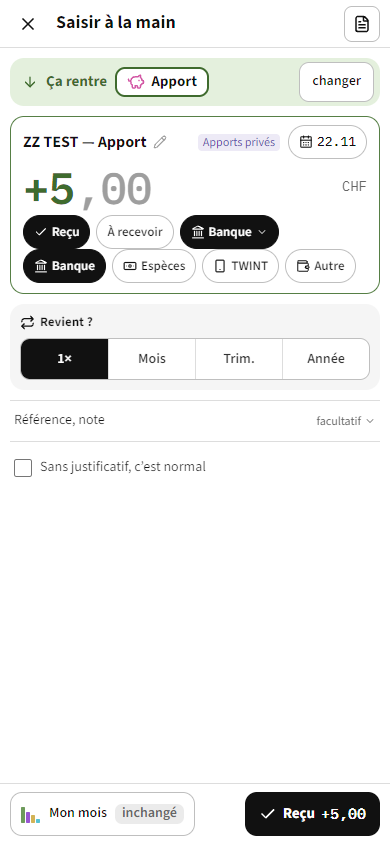 Saisir à la main
Ça rentre Apport changer
ZZ TEST — Apport Apports privés 22.11
+5,00 CHF
Reçu À recevoir Banque
Banque Espèces TWINT Autre
Revient ?
1× Mois Trim. Année
Référence, note facultatif
Sans justificatif, c'est normal
Mon mois inchangé Reçu +5,00